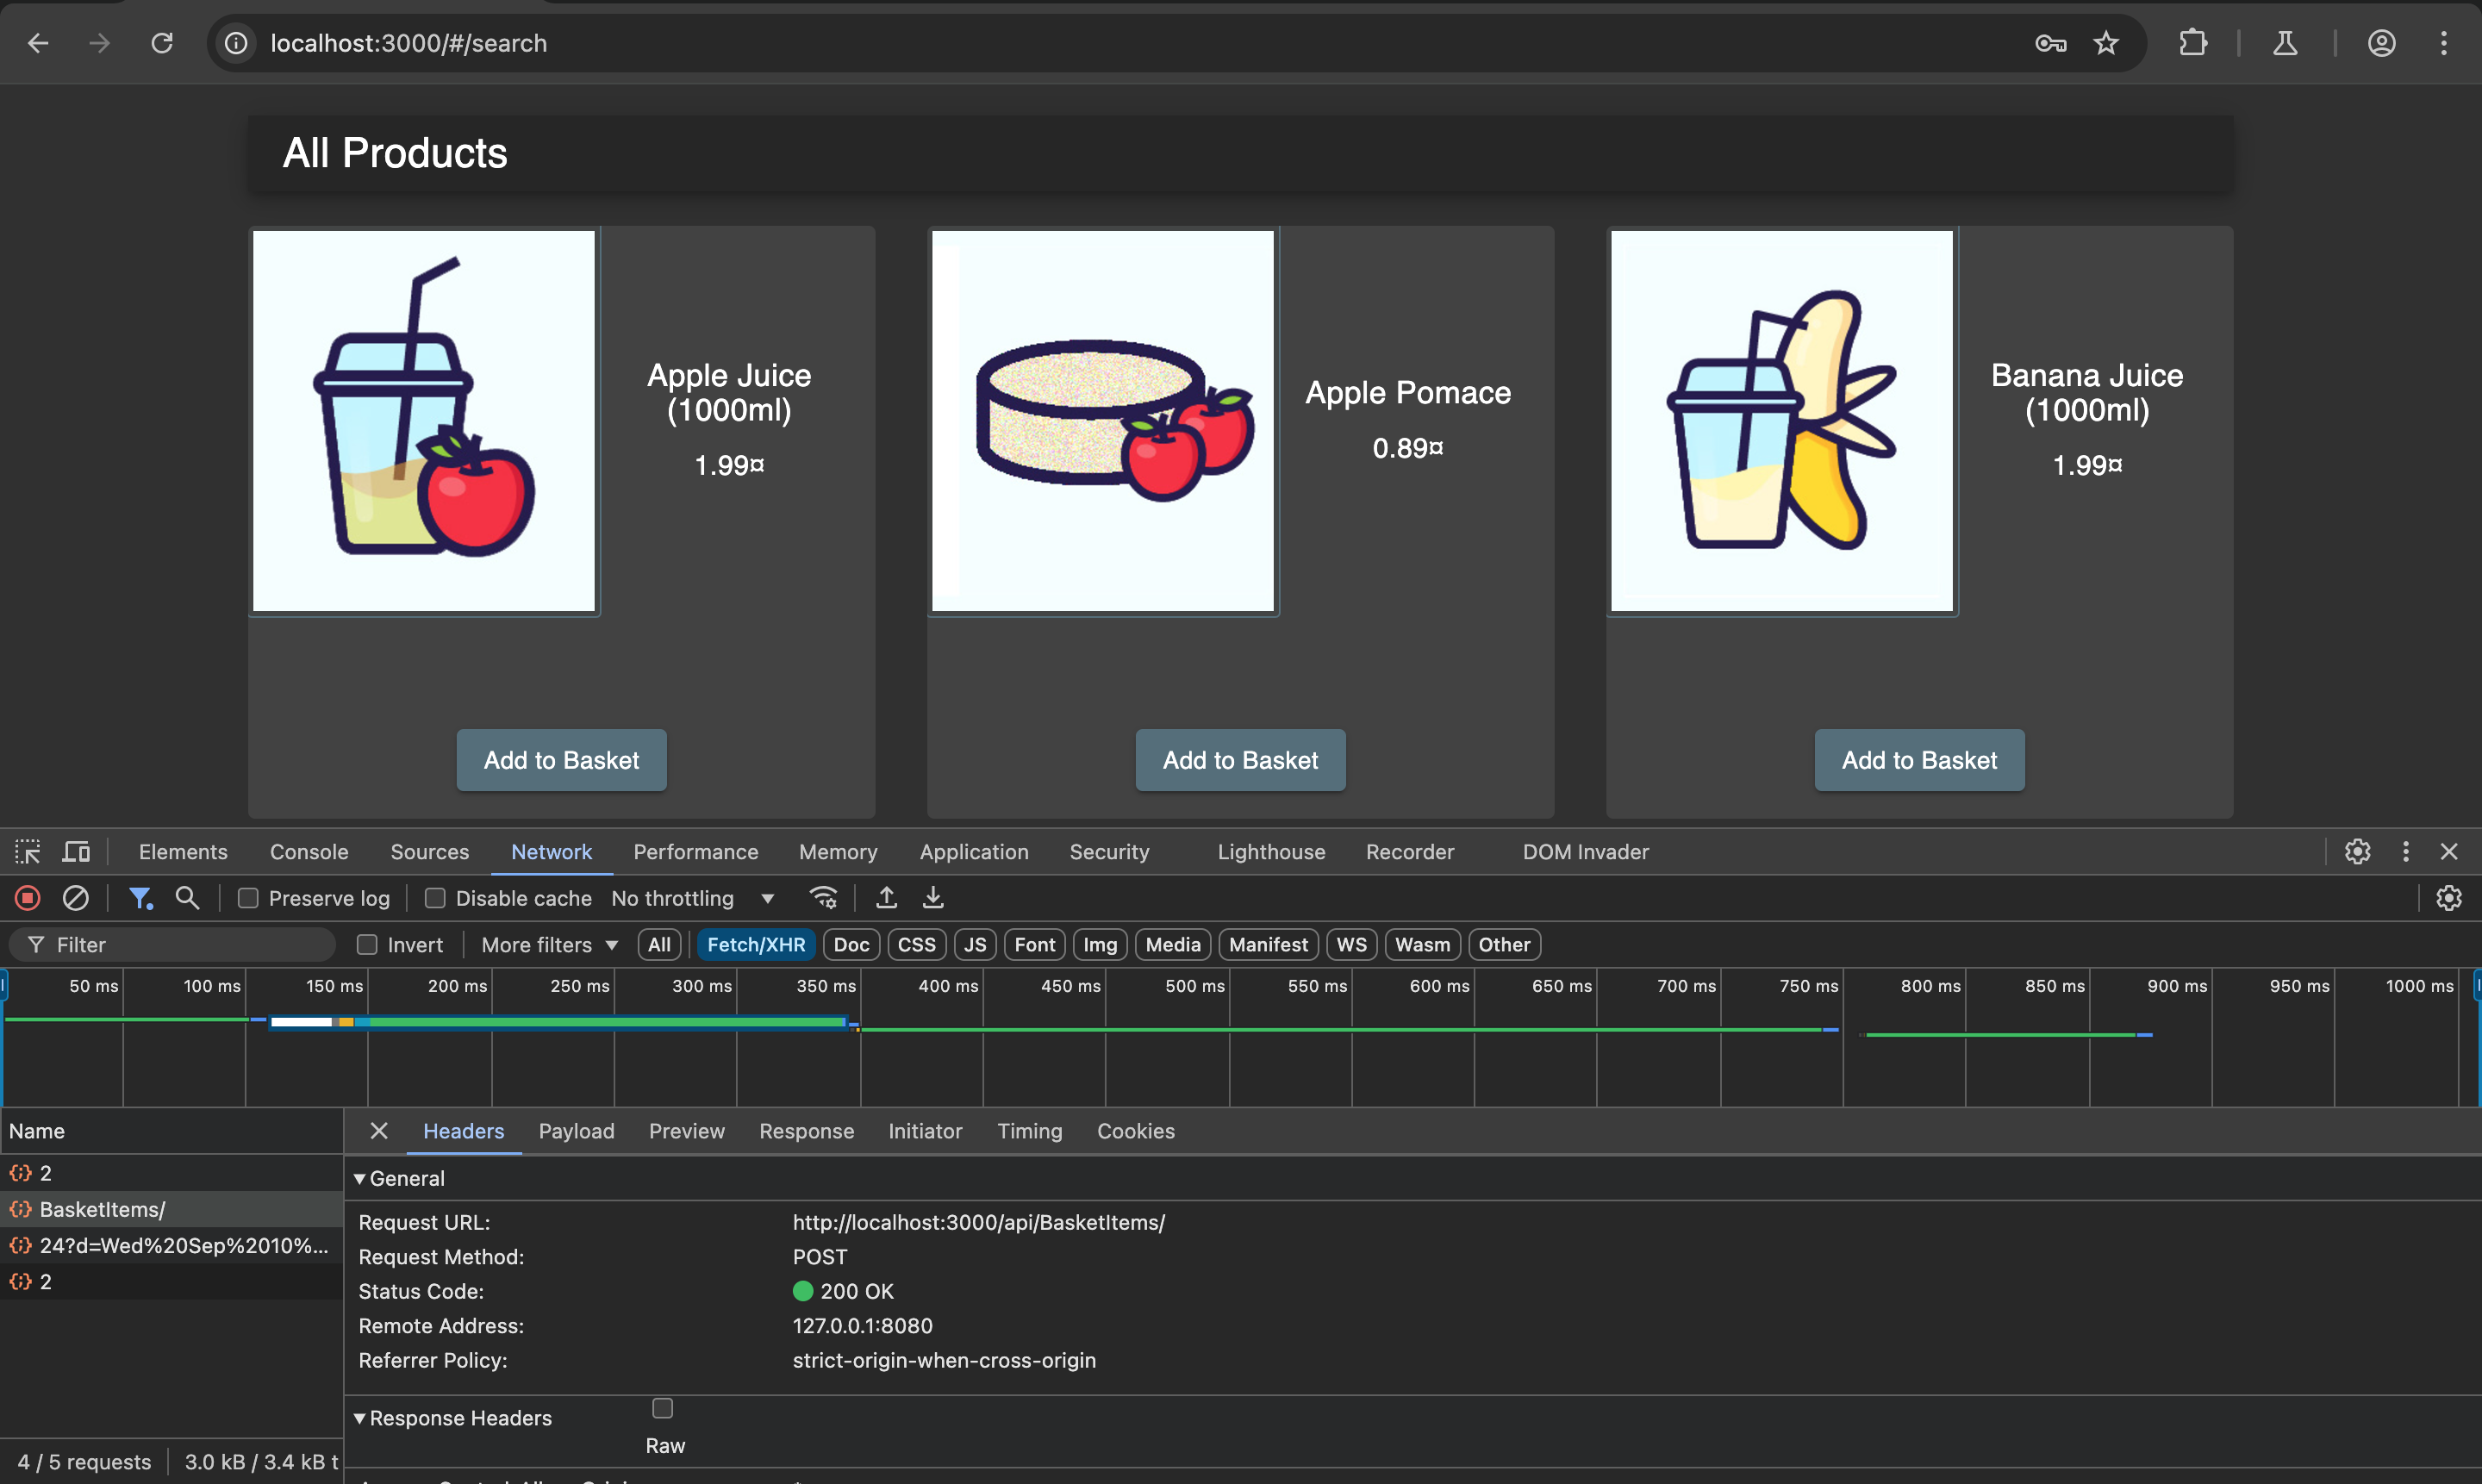 localhost:3000/#/search
All Products
Apple Juice
(1000ml)
1.99¤
Add to Basket
Apple Pomace
0.89¤
Add to Basket
Banana Juice
(1000ml)
1.99¤
Add to Basket
Elements Console Sources Network Performance Memory Application Security Lighthouse Recorder DOM Invader
Preserve log Disable cache No throttling
Filter Invert More filters All Fetch/XHR Doc CSS JS Font Img Media Manifest WS Wasm Other
50 ms 100 ms 150 ms 200 ms 250 ms 300 ms 350 ms 400 ms 450 ms 500 ms 550 ms 600 ms 650 ms 700 ms 750 ms 800 ms 850 ms 900 ms 950 ms 1000 ms
Name
2
BasketItems/
24?d=Wed%20Sep%2010%...
2
4 / 5 requests 3.0 kB / 3.4 kB t
Headers Payload Preview Response Initiator Timing Cookies
General
Request URL: http://localhost:3000/api/BasketItems/
Request Method: POST
Status Code: 200 OK
Remote Address: 127.0.0.1:8080
Referrer Policy: strict-origin-when-cross-origin
Response Headers
Raw